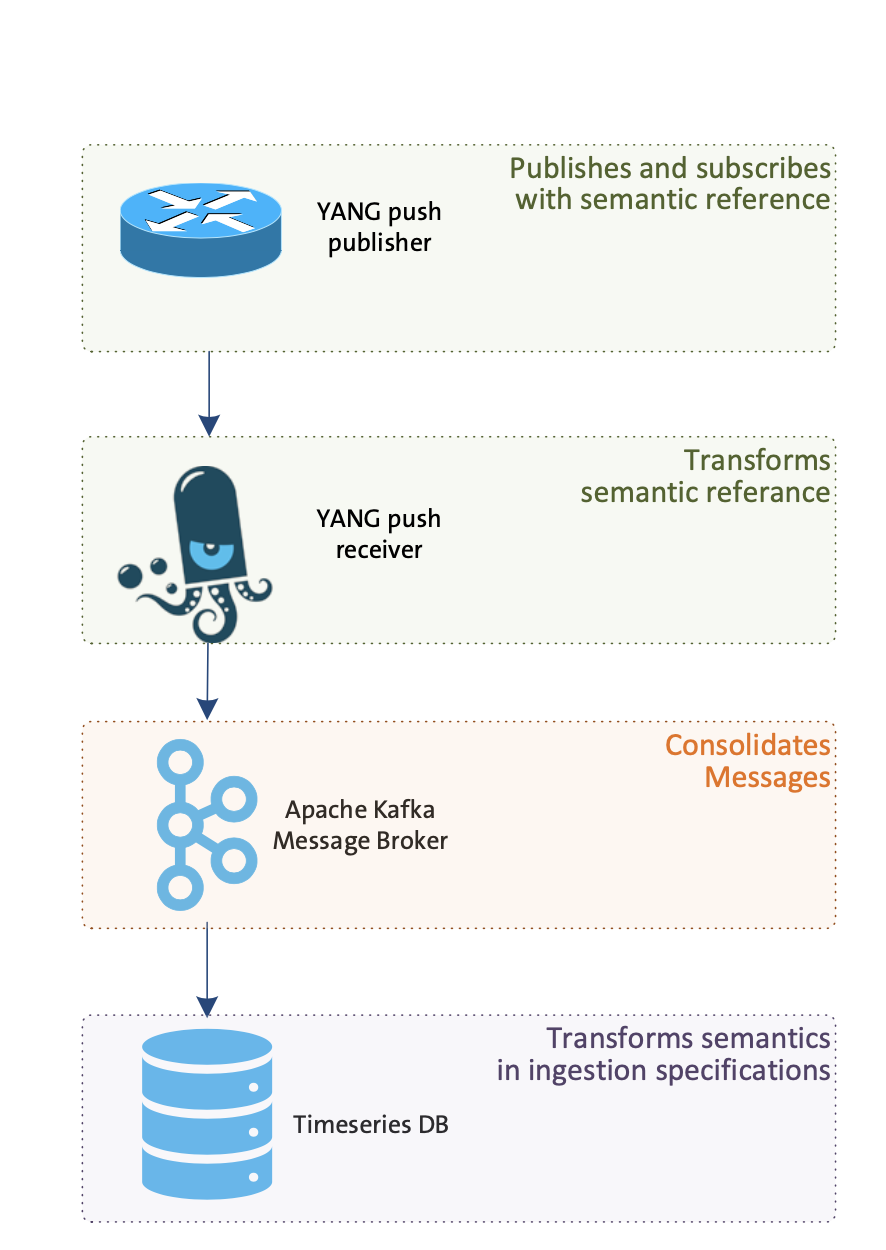 Publishes and subscribes
with semantic reference
YANG push
publisher
Transforms
semantic referance
YANG push
receiver
Consolidates
Messages
Apache Kafka
Message Broker
Transforms semantics
in ingestion specifications
Timeseries DB